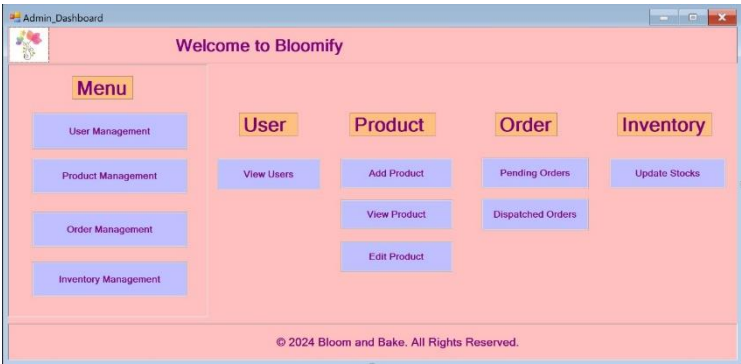 Admin_Dashboard
Welcome to Bloomify
Menu
User Management
Product Management
Order Management
Inventory Management
User
View Users
Product
Add Product
View Product
Edit Product
Order
Pending Orders
Dispatched Orders
Inventory
Update Stocks
© 2024 Bloom and Bake. All Rights Reserved.